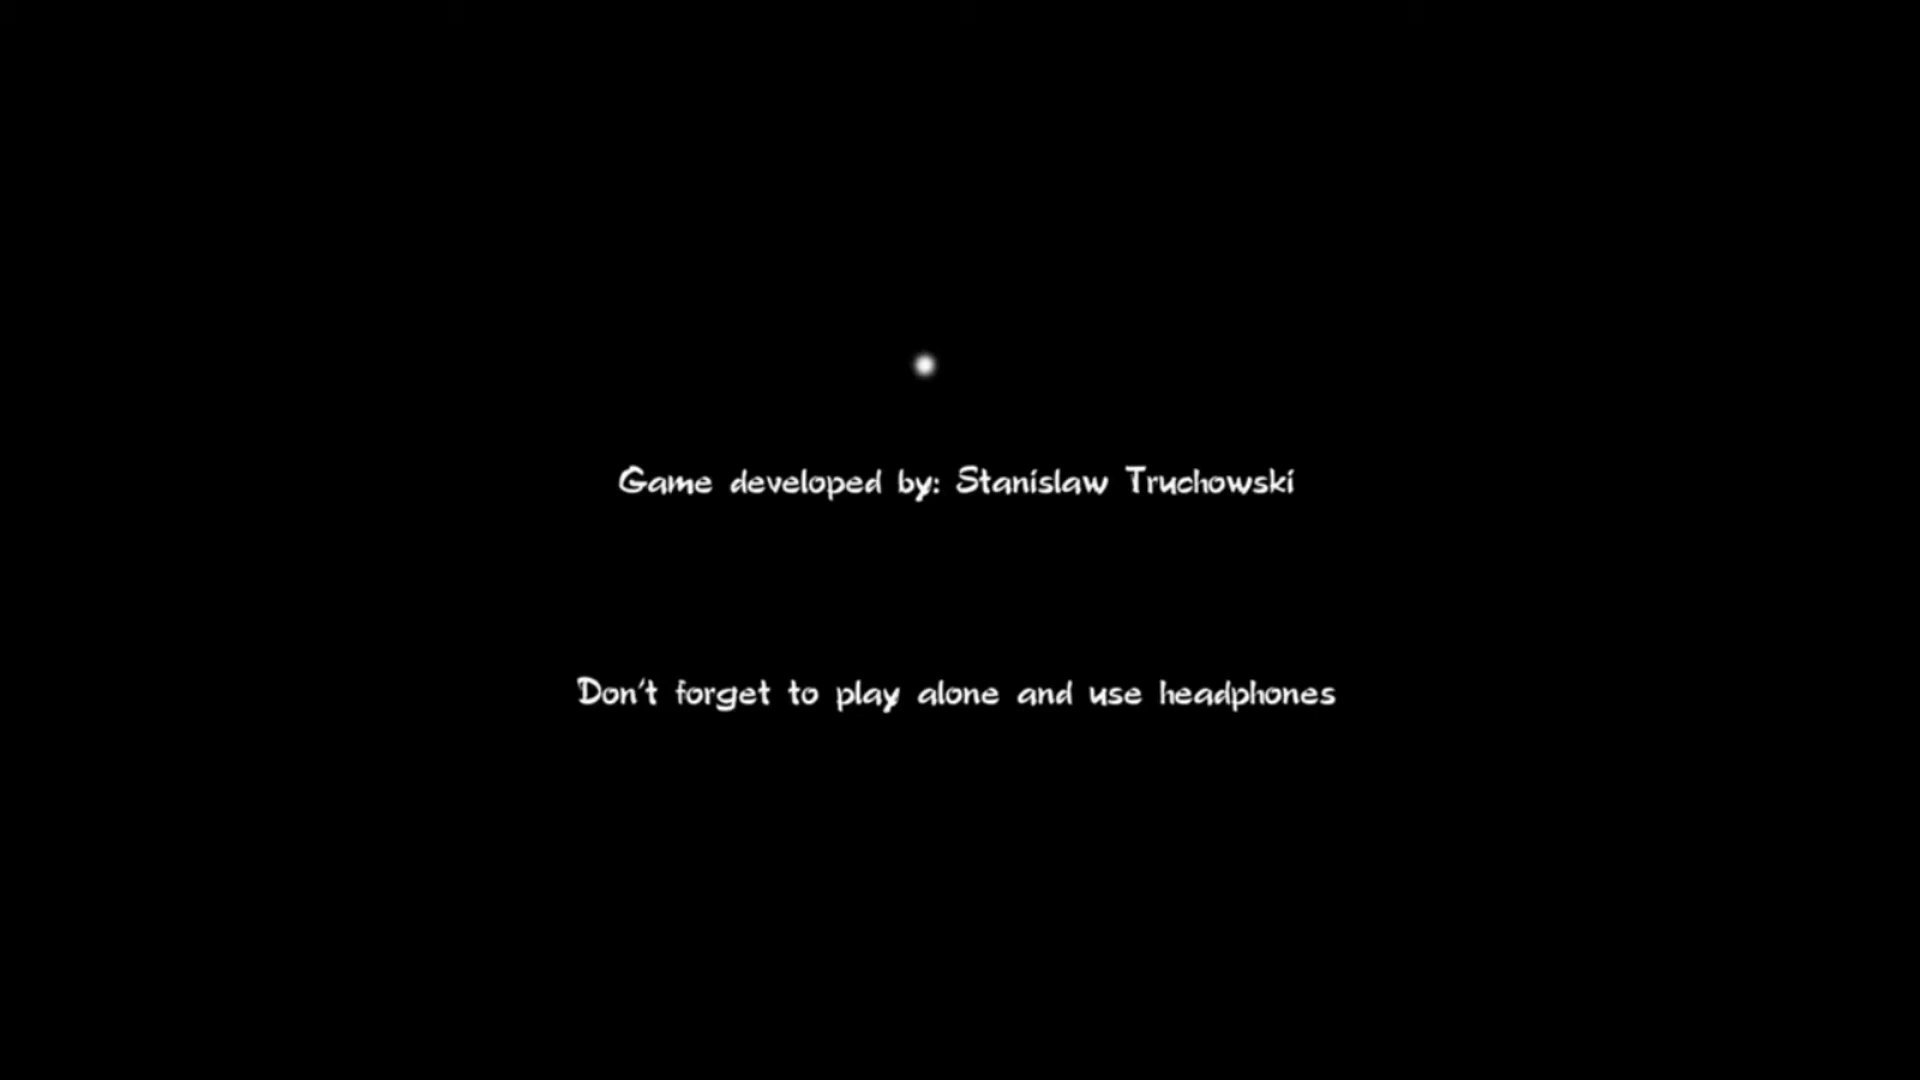 Game developed by: Stanislaw Truchowski
Don't forget to play alone and use headphones